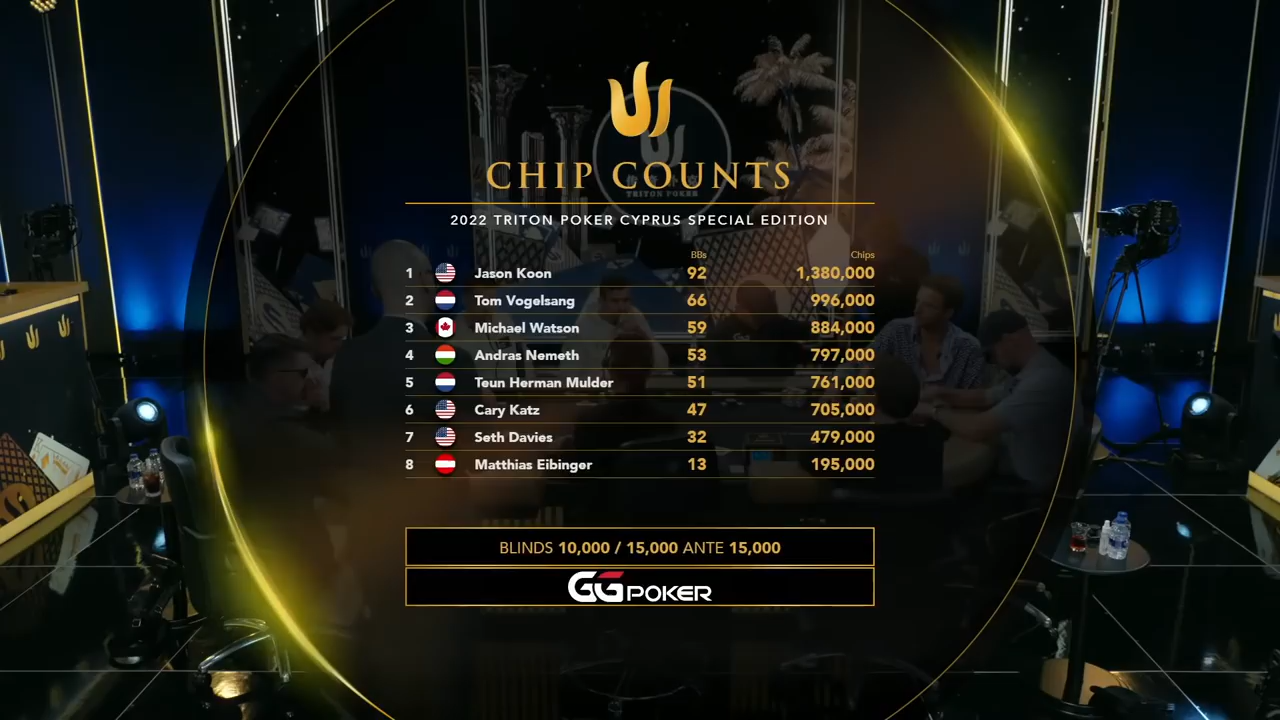 CHIP COUNTS
TRITON POKER
2022 TRITON POKER CYPRUS SPECIAL EDITION
BBs Chips
1 Jason Koon 92 1,380,000
2 Tom Vogelsang 66 996,000
3 Michael Watson 59 884,000
4 Andras Nemeth 53 797,000
5 Teun Herman Mulder 51 761,000
6 Cary Katz 47 705,000
7 Seth Davies 32 479,000
8 Matthias Eibinger 13 195,000
BLINDS 10,000 / 15,000 ANTE 15,000
GGPOKER